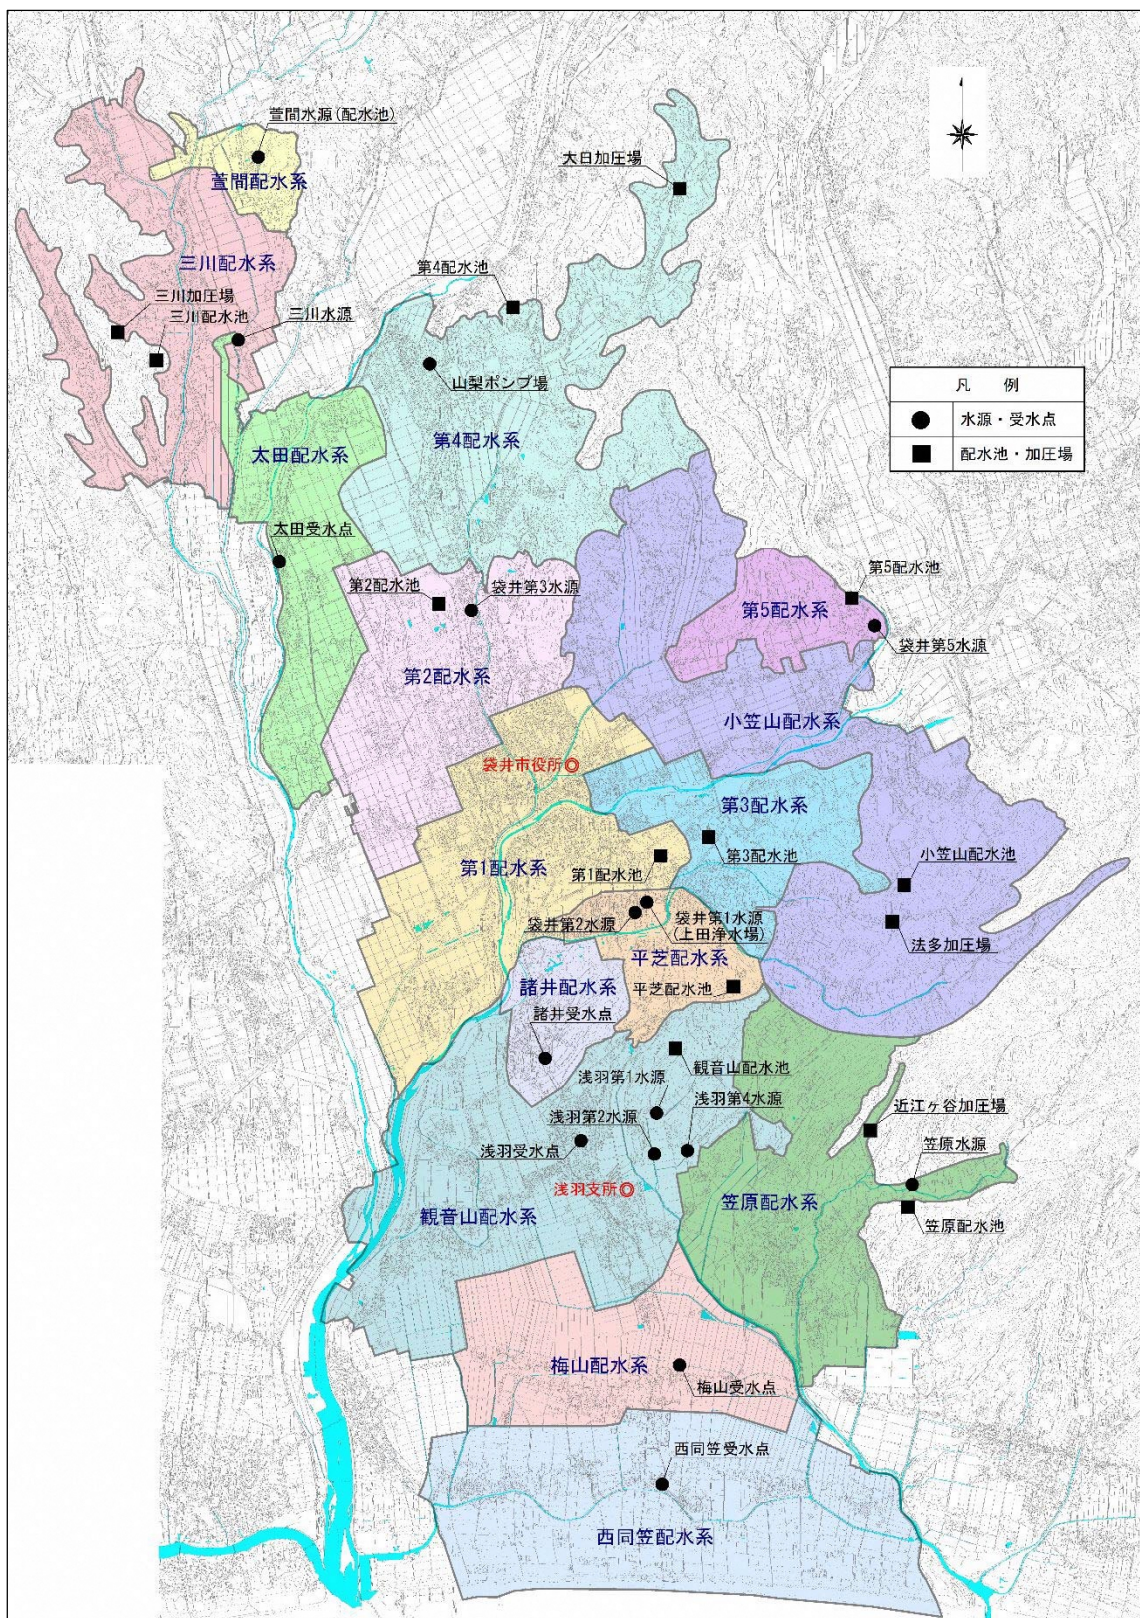 萱間水源(配水池)
萱間配水系
大日加圧場
三川配水系
第4配水池
三川加圧場
三川水源
三川配水池
山梨ポンプ場
凡 例
水源・受水点
配水池・加圧場
第4配水系
太田配水系
太田受水点
第2配水池
袋井第3水源
第5配水池
第5配水系
袋井第5水源
第2配水系
小笠山配水系
袋井市役所
第3配水系
第3配水池
第1配水系
第1配水池
小笠山配水池
袋井第2水源
袋井第1水源
(上田浄水場)
法多加圧場
平芝配水系
諸井配水系
平芝配水池
諸井受水点
観音山配水池
浅羽第1水源
浅羽第4水源
浅羽第2水源
浅羽受水点
近江ヶ谷加圧場
笠原水源
浅羽支所
笠原配水系
観音山配水系
笠原配水池
梅山配水系
梅山受水点
西同笠受水点
西同笠配水系